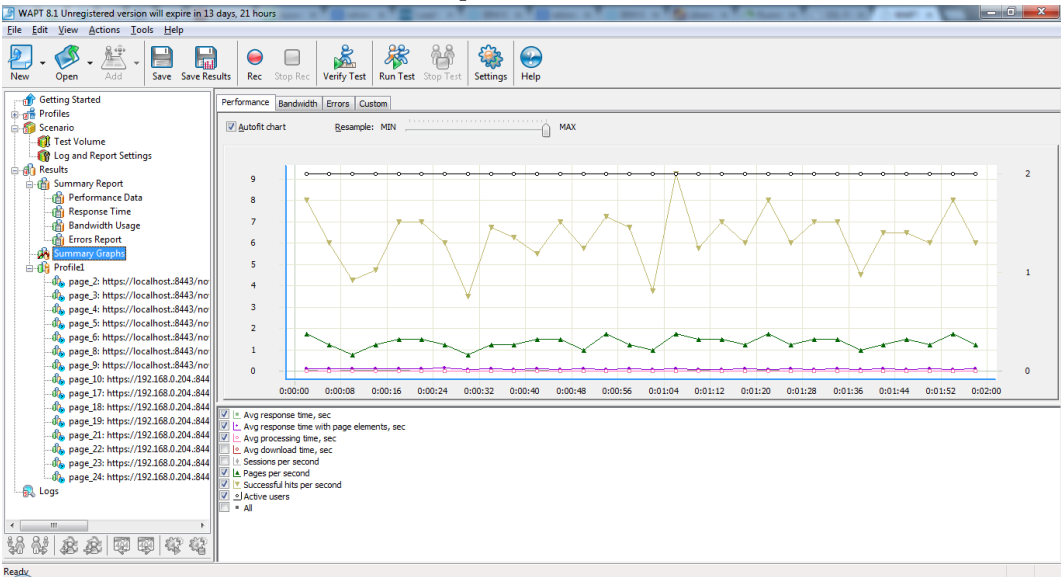 WAPT 8.1 Unregistered version will expire in 13 days, 21 hours
File Edit View Actions Tools Help
New Open Add Save Save Results Rec Stop Rec Verify Test Run Test Stop Test Settings Help
Getting Started
Profiles
Scenario
Test Volume
Log and Report Settings
Results
Summary Report
Performance Data
Response Time
Bandwidth Usage
Errors Report
Summary Graphs
Profile1
page_2: https://localhost.:8443/no
page_3: https://localhost.:8443/no
page_4: https://localhost.:8443/no
page_5: https://localhost.:8443/no
page_6: https://localhost.:8443/no
page_8: https://localhost.:8443/no
page_9: https://localhost.:8443/no
page_10: https://192.168.0.204.:844
page_17: https://192.168.0.204.:844
page_18: https://192.168.0.204.:844
page_19: https://192.168.0.204.:844
page_21: https://192.168.0.204.:844
page_22: https://192.168.0.204.:844
page_23: https://192.168.0.204.:844
page_24: https://192.168.0.204.:844
Logs
Performance Bandwidth Errors Custom
Autofit chart Resample: MIN MAX
9 2
8
7
6
5
4 1
3
2
1
0 0
0:00:00 0:00:08 0:00:16 0:00:24 0:00:32 0:00:40 0:00:48 0:00:56 0:01:04 0:01:12 0:01:20 0:01:28 0:01:36 0:01:44 0:01:52 0:02:00
Avg response time, sec
Avg response time with page elements, sec
Avg processing time, sec
Avg download time, sec
Sessions per second
Pages per second
Successful hits per second
Active users
All
Ready